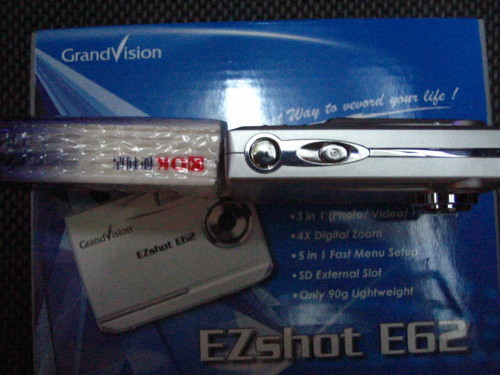 GrandVision
Way to vevord your life !
GrandVision
EZshot E62
•3 in 1 (Photo/ Video/
•4X Digital Zoom
•5 in 1 Fast Menu Setup
•SD External Slot
•Only 90g Lightweight
EZshot E62